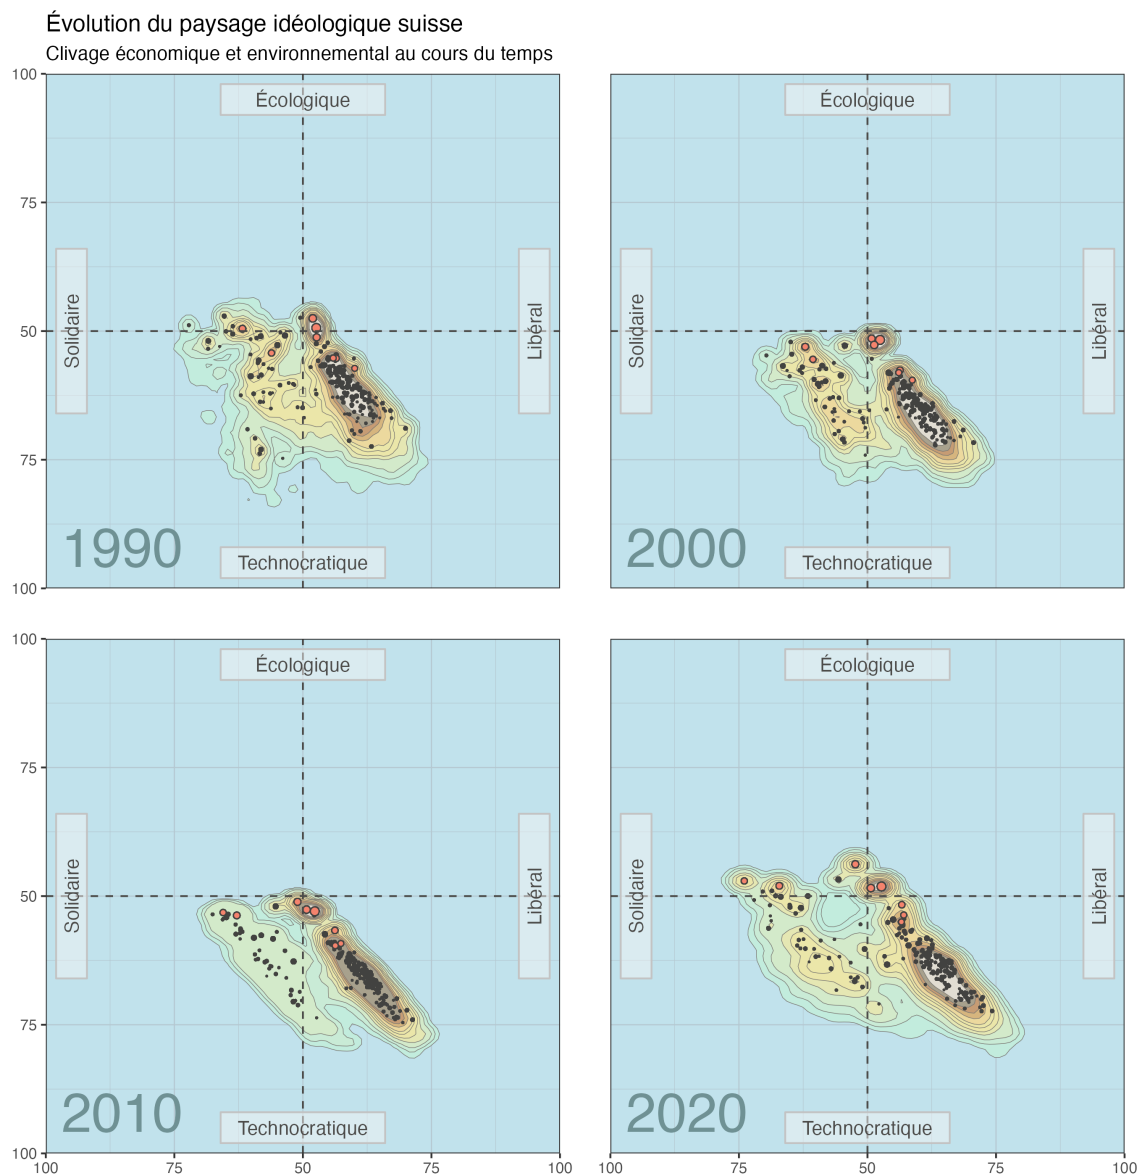 Évolution du paysage idéologique suisse
Clivage économique et environnemental au cours du temps
100
75
50
75
100
Écologique
Solidaire
Libéral
1990
Technocratique
Écologique
Solidaire
Libéral
2000
Technocratique
100
75
50
75
100
Écologique
Solidaire
Libéral
2010
Technocratique
100 75 50 75 100
Écologique
Solidaire
Libéral
2020
Technocratique
100 75 50 75 100